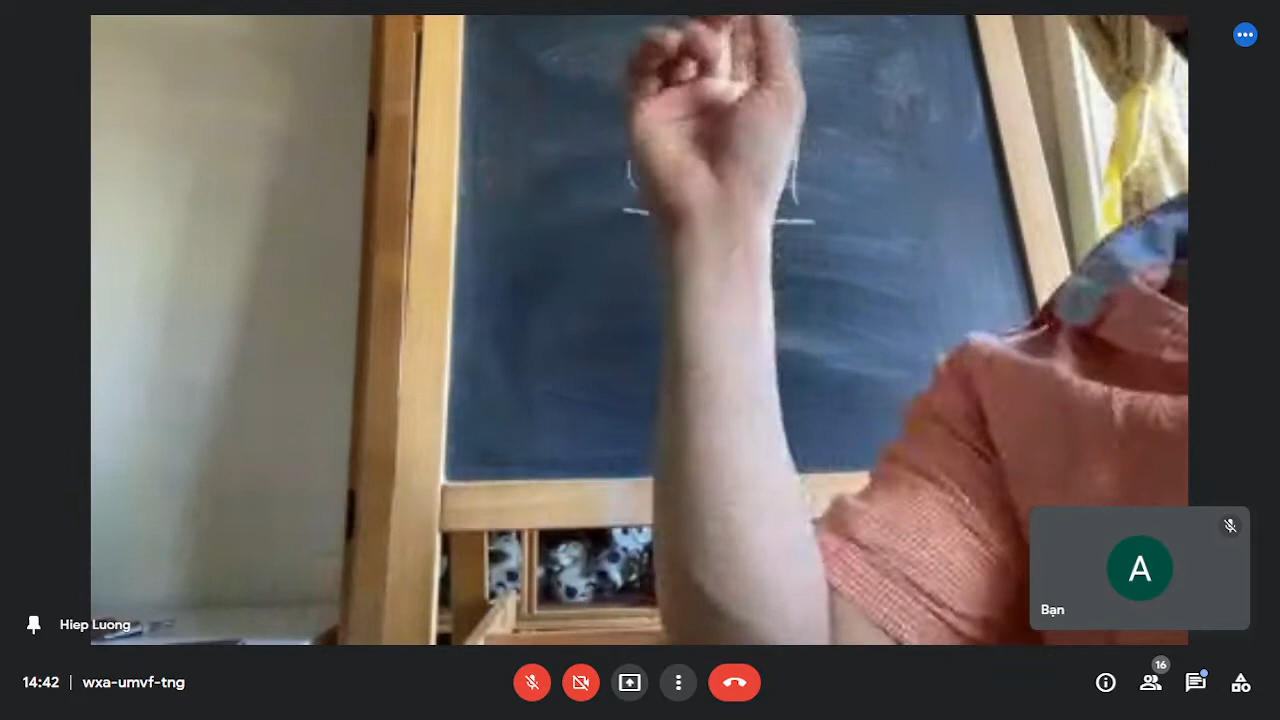 A
Bạn
Hiep Luong
14:42 | wxa-umvf-tng
16